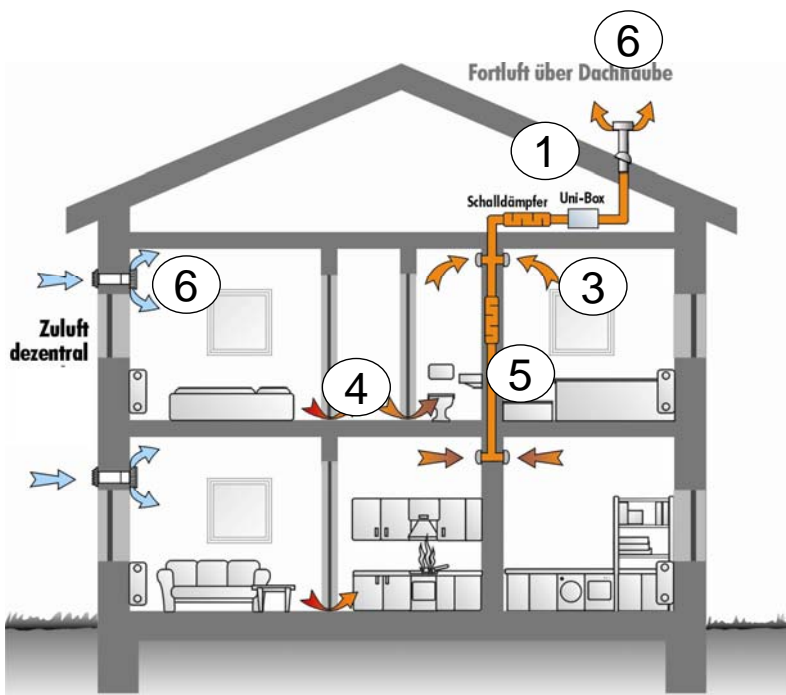 6
Fortluft über Dachhaube
1
Schalldämpfer
Uni-Box
6
3
Zuluft
dezentral
4
5